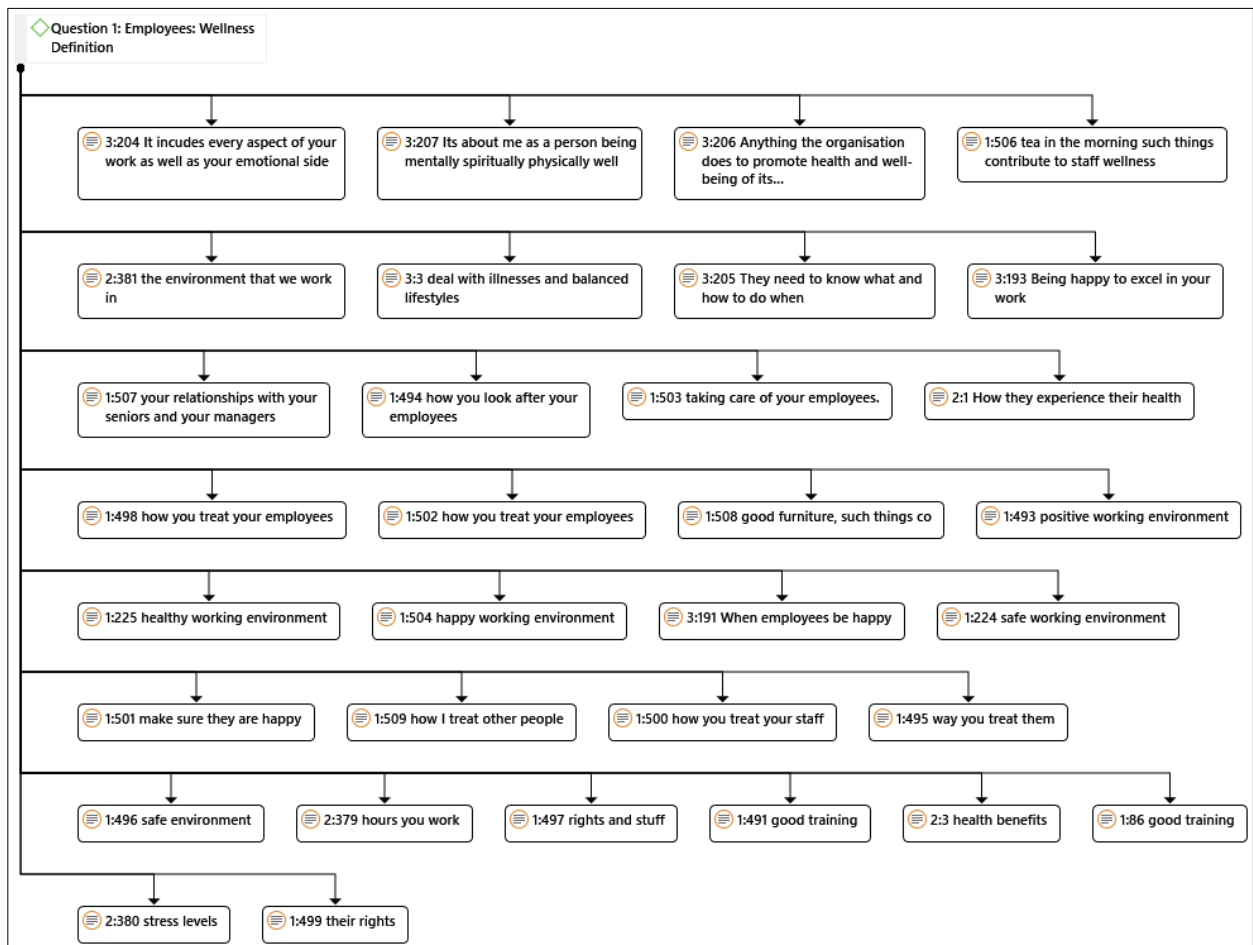 Question 1: Employees: Wellness
Definition
3:204 It incudes every aspect of your
work as well as your emotional side
3:207 Its about me as a person being
mentally spiritually physically well
3:206 Anything the organisation
does to promote health and well-
being of its...
1:506 tea in the morning such things
contribute to staff wellness
2:381 the environment that we work
in
3:3 deal with illnesses and balanced
lifestyles
3:205 They need to know what and
how to do when
3:193 Being happy to excel in your
work
1:507 your relationships with your
seniors and your managers
1:494 how you look after your
employees
1:503 taking care of your employees.
2:1 How they experience their health
1:498 how you treat your employees
1:502 how you treat your employees
1:508 good furniture, such things co
1:493 positive working environment
1:225 healthy working environment
1:504 happy working environment
3:191 When employees be happy
1:224 safe working environment
1:501 make sure they are happy
1:509 how I treat other people
1:500 how you treat your staff
1:495 way you treat them
1:496 safe environment
2:379 hours you work
1:497 rights and stuff
1:491 good training
2:3 health benefits
1:86 good training
2:380 stress levels
1:499 their rights